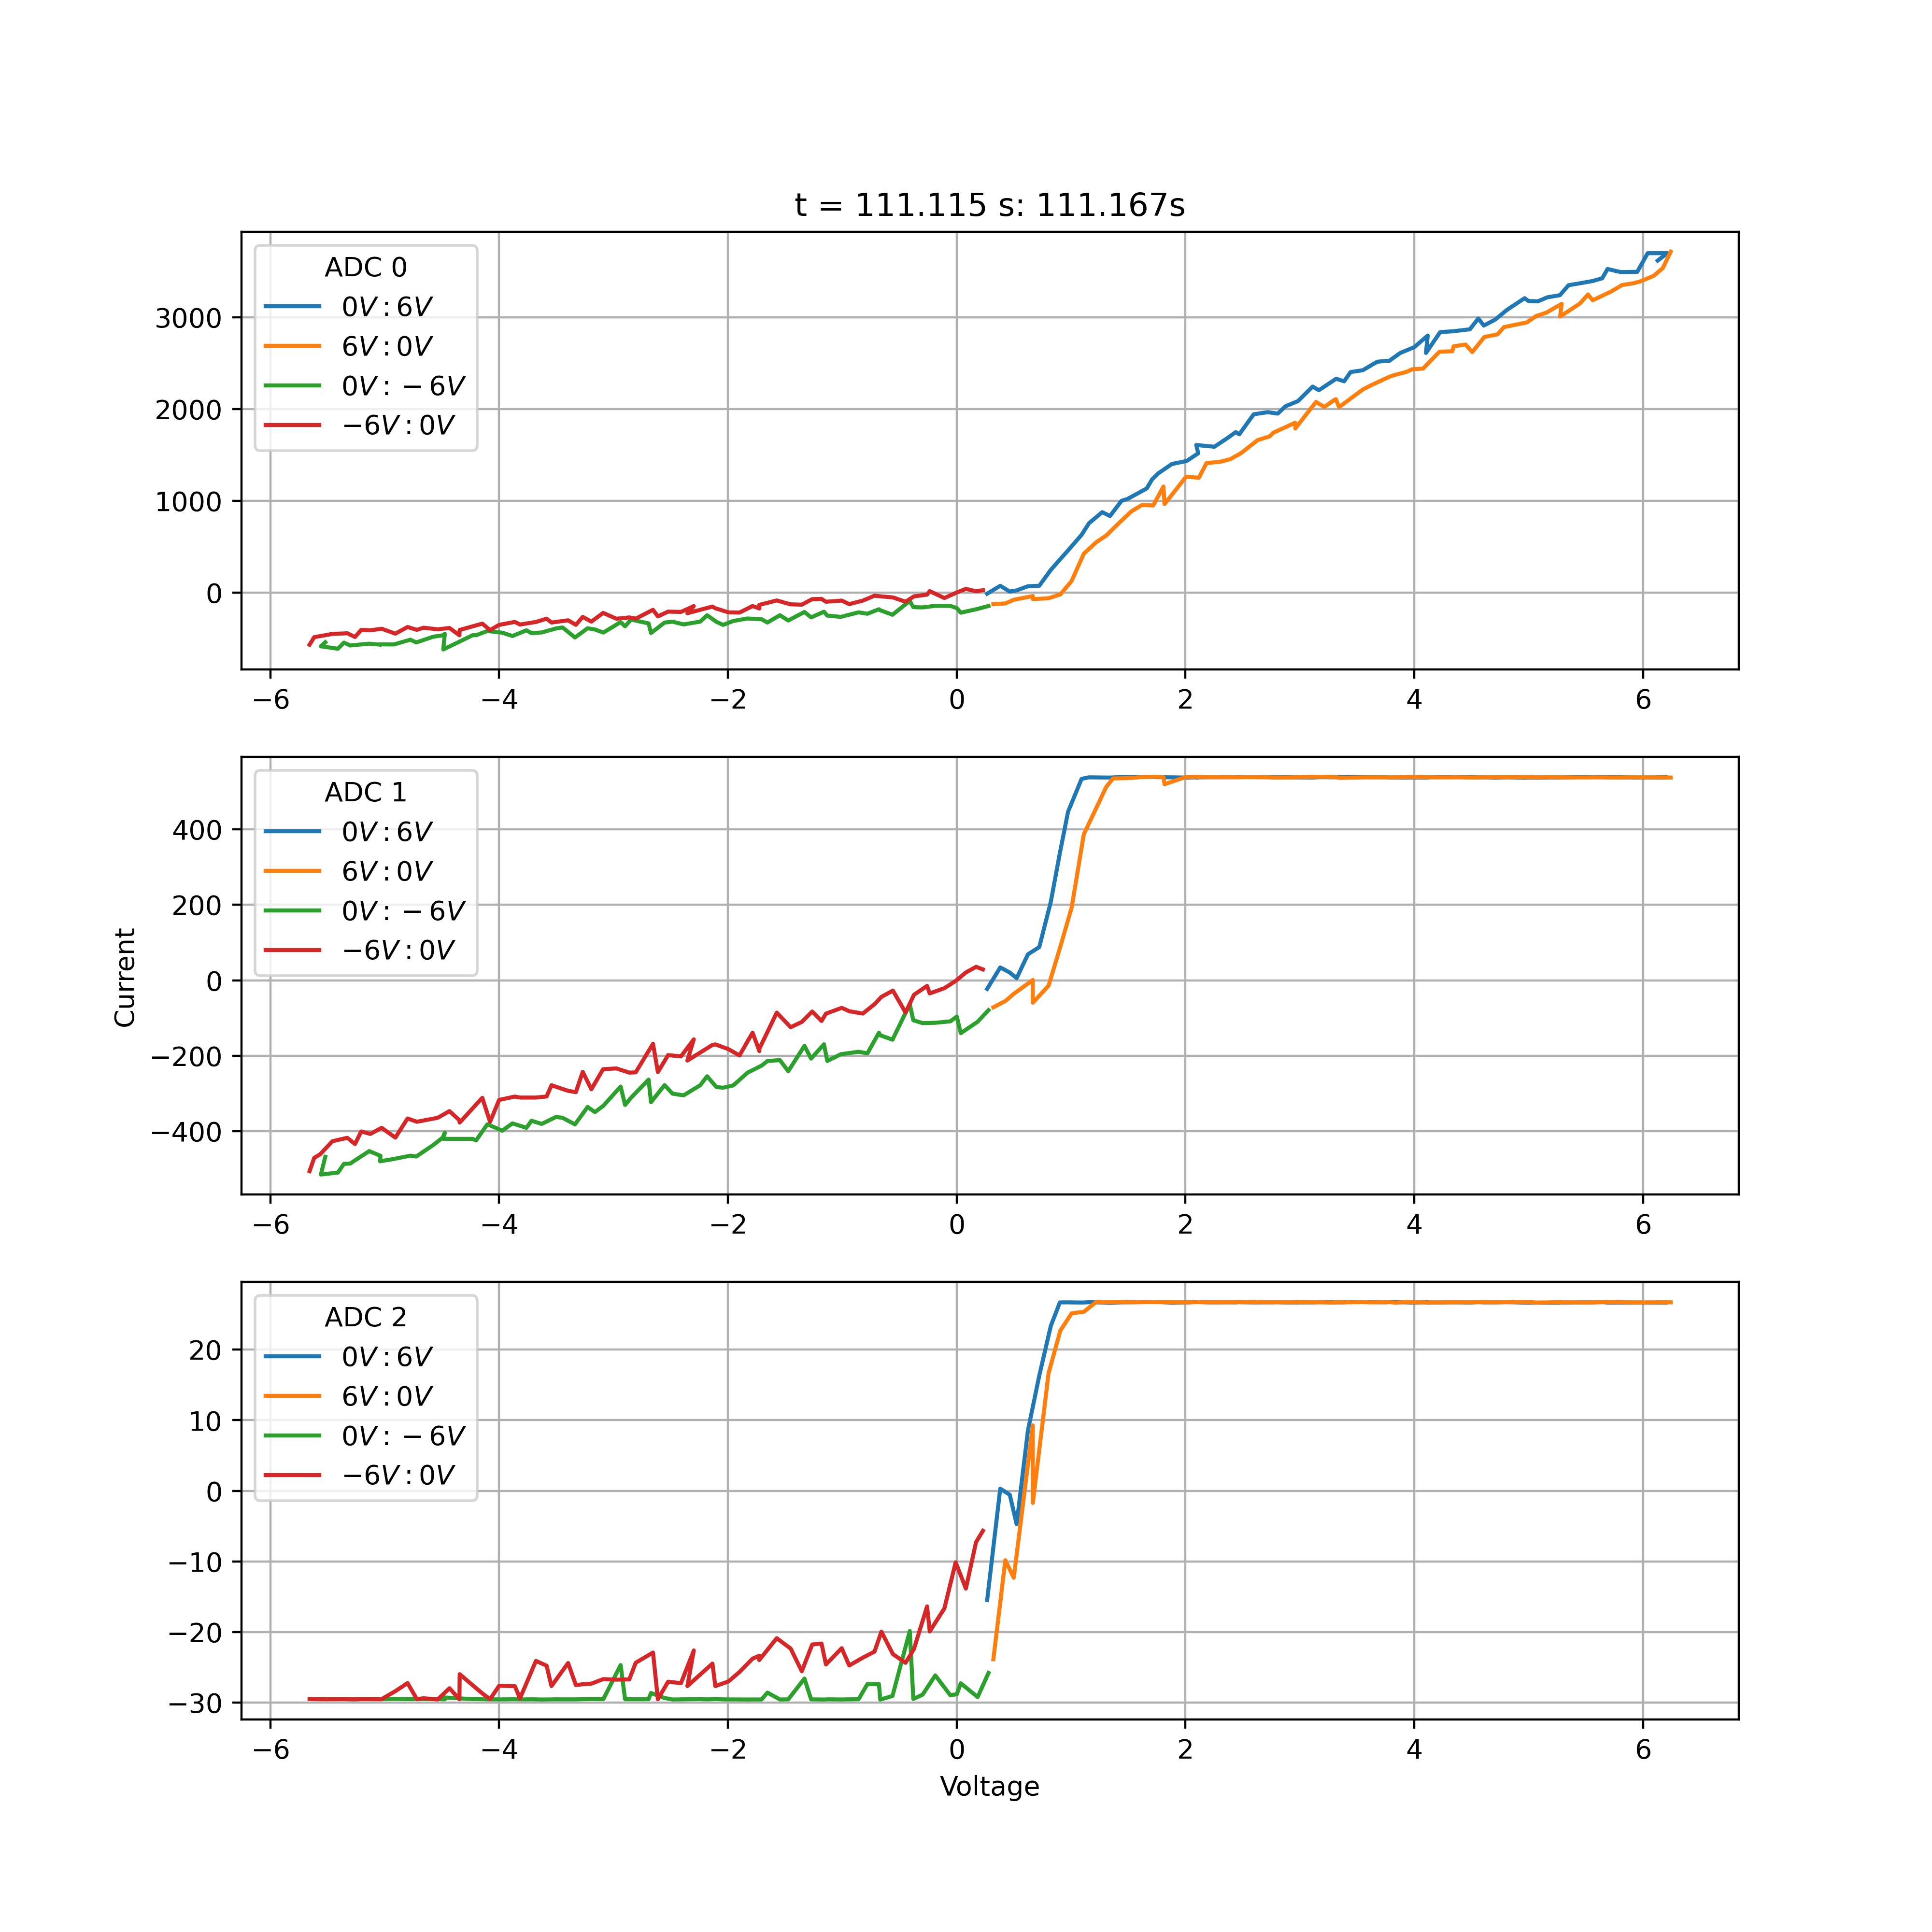 t = 111.115 s: 111.167s
ADC 0
0V : 6V
6V : 0V
0V : − 6V
−6V : 0V
3000
2000
1000
0
−6 −4 −2 0 2 4 6
ADC 1
0V : 6V
6V : 0V
0V : − 6V
−6V : 0V
400
200
0
−200
−400
Current
−6 −4 −2 0 2 4 6
ADC 2
0V : 6V
6V : 0V
0V : − 6V
−6V : 0V
20
10
0
−10
−20
−30
−6 −4 −2 0 2 4 6
Voltage